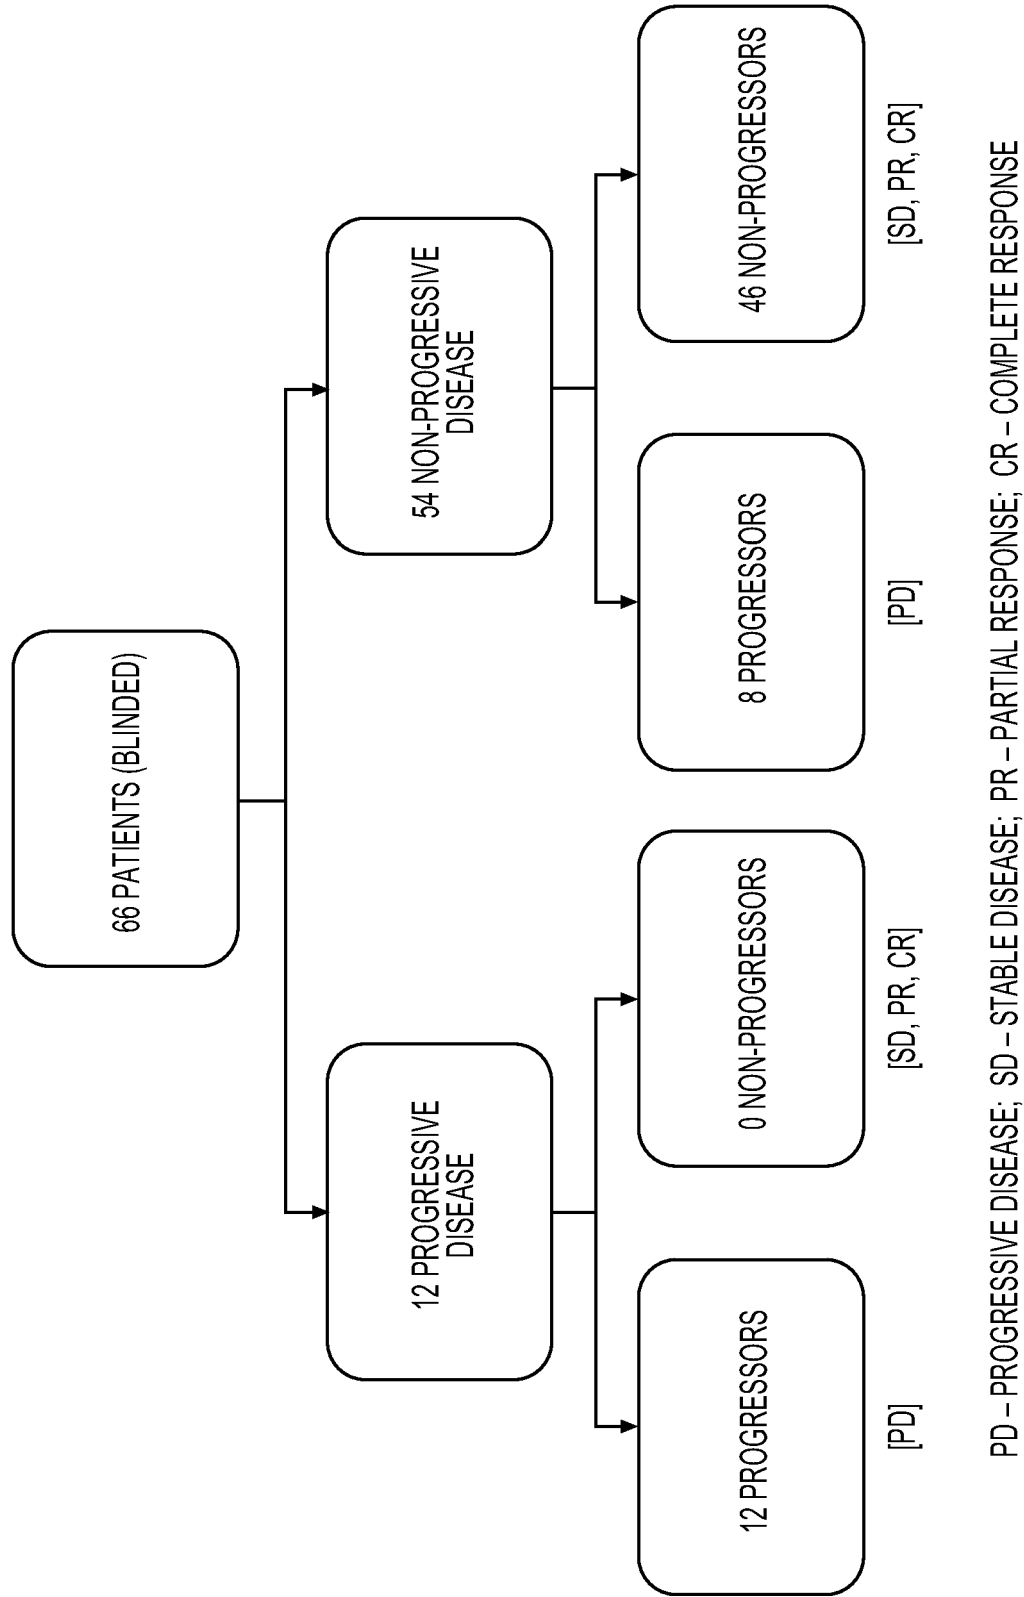 66 PATIENTS (BLINDED)
12 PROGRESSIVE
DISEASE
54 NON-PROGRESSIVE
DISEASE
12 PROGRESSORS
0 NON-PROGRESSORS
8 PROGRESSORS
46 NON-PROGRESSORS
[PD]
[SD, PR, CR]
[PD]
[SD, PR, CR]
PD – PROGRESSIVE DISEASE; SD – STABLE DISEASE; PR – PARTIAL RESPONSE; CR – COMPLETE RESPONSE